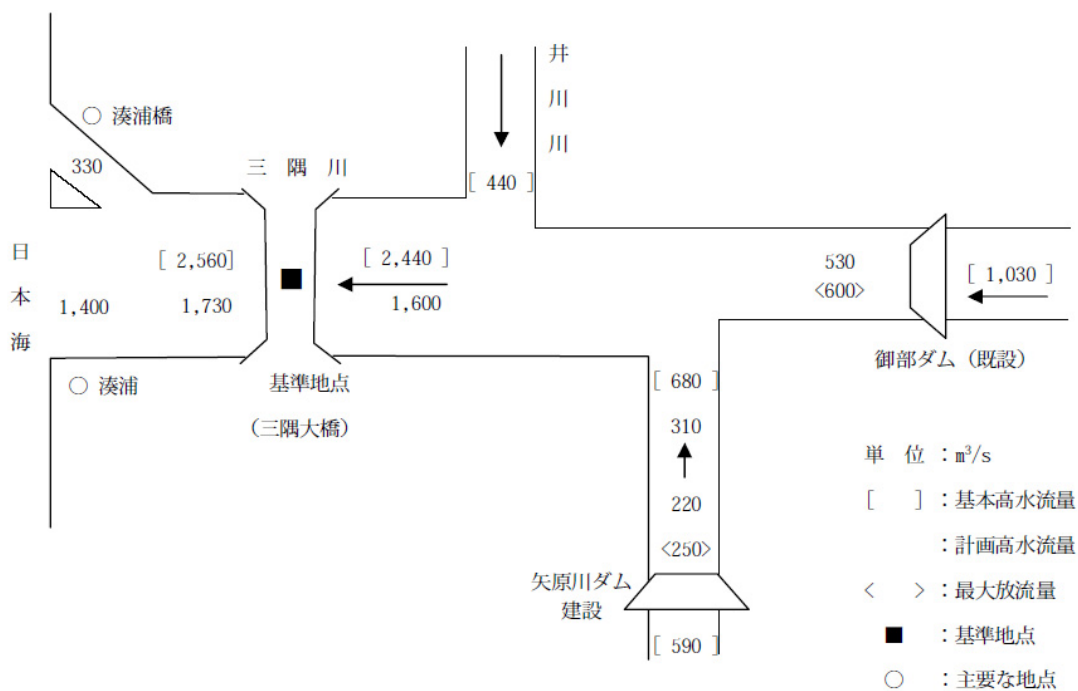 湊浦橋
330
三 隅 川
井川川
[ 440 ]
日本海
[ 2,560]
1,400
1,730
[ 2,440 ]
1,600
530
<600>
[ 1,030 ]
御部ダム（既設）
湊浦
基準地点
（三隅大橋）
[ 680 ]
310
220
<250>
矢原川ダム
建設
[ 590 ]
単 位 ：m³/s
[ ] ：基本高水流量
：計画高水流量
< > ：最大放流量
■ ：基準地点
○ ：主要な地点